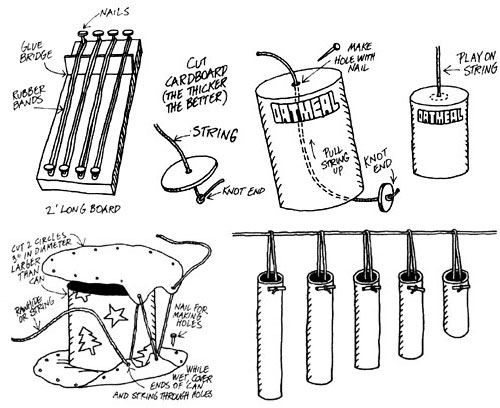 NAILS
GLUE
BRIDGE
RUBBER
BANDS
2' LONG BOARD
CUT
CARDBOARD
(THE THICKER
THE BETTER)
STRING
KNOT END
MAKE
HOLE WITH
NAIL
OATMEAL
PULL
STRING
UP
KNOT
END
PLAY ON
STRING
OATMEAL
CUT 2 CIRCLES
3" IN DIAMETER
LARGER
THAN
CAN
RAWHIDE
OR STRING
NAIL FOR
MAKING
HOLES
WHILE
WET, COVER
ENDS OF CAN
AND STRING THROUGH HOLES